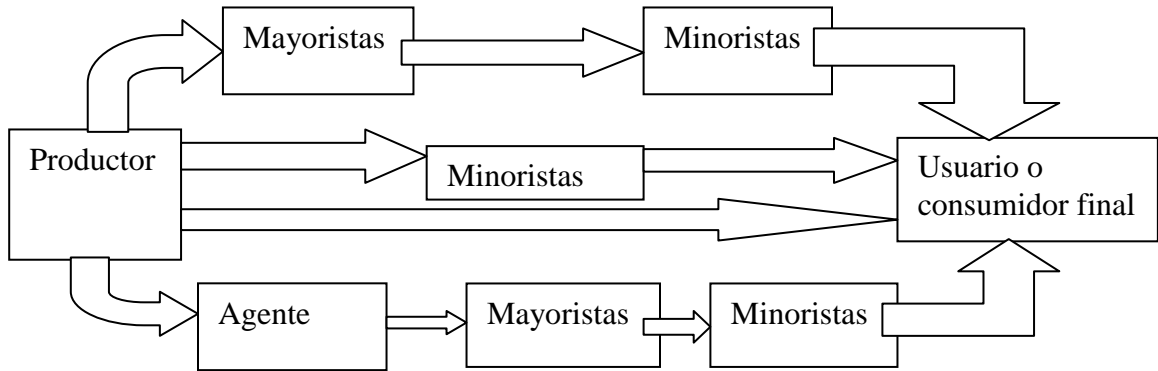 Mayoristas
Minoristas
Productor
Minoristas
Usuario o
consumidor final
Agente
Mayoristas
Minoristas